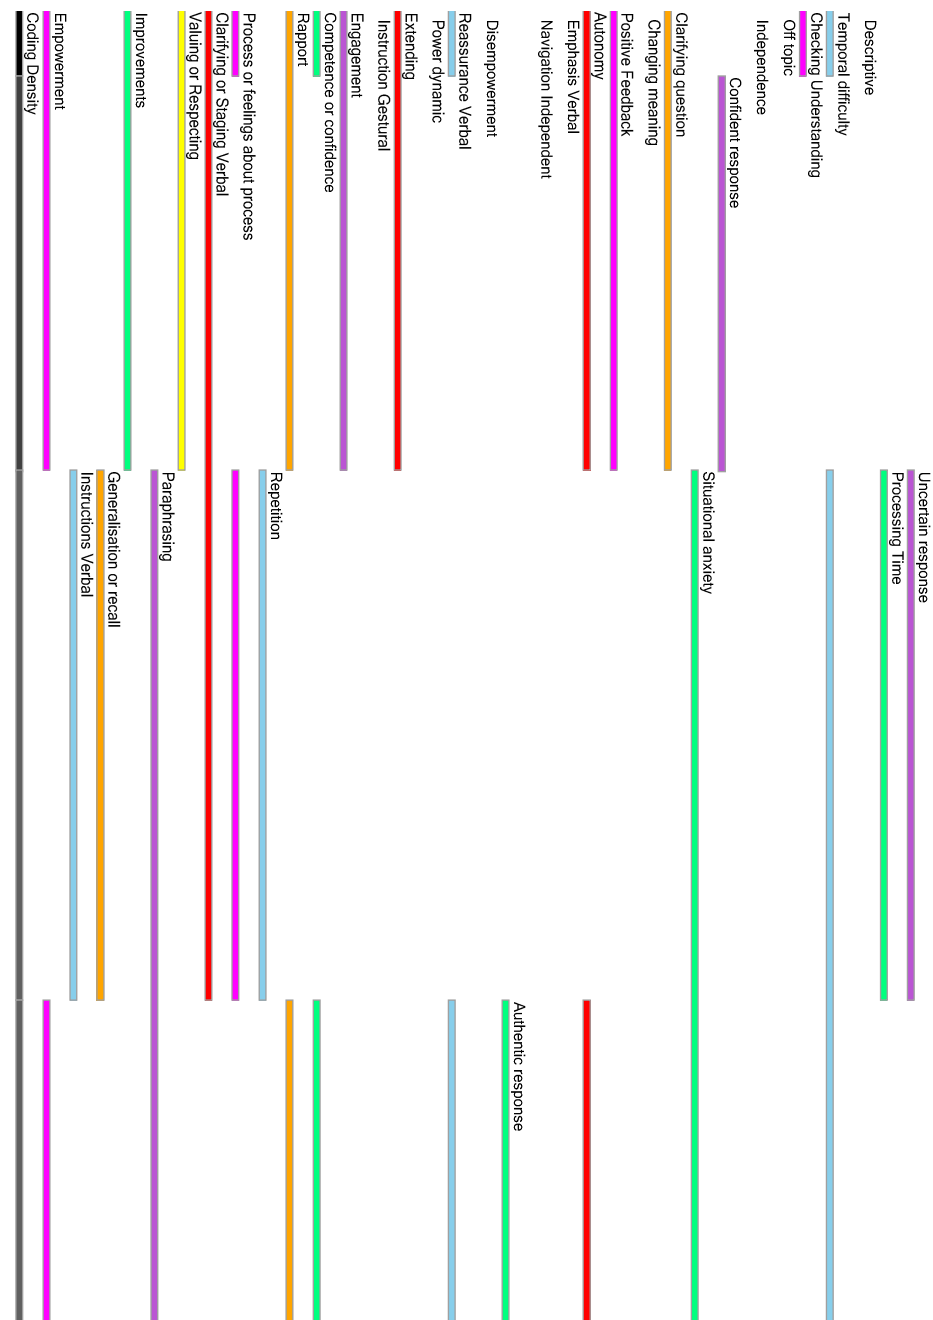 Coding Density
Empowerment
Instructions Verbal
Generalisation or recall
Improvements
Paraphrasing
Valuing or Respecting
Clarifying or Staging Verbal
Process or feelings about process
Repetition
Rapport
Competence or confidence
Engagement
Instruction Gestural
Extending
Power dynamic
Reassurance Verbal
Disempowerment
Authentic response
Navigation Independent
Emphasis Verbal
Autonomy
Positive Feedback
Changing meaning
Clarifying question
Situational anxiety
Confident response
Independence
Off topic
Checking Understanding
Temporal difficulty
Descriptive
Processing Time
Uncertain response